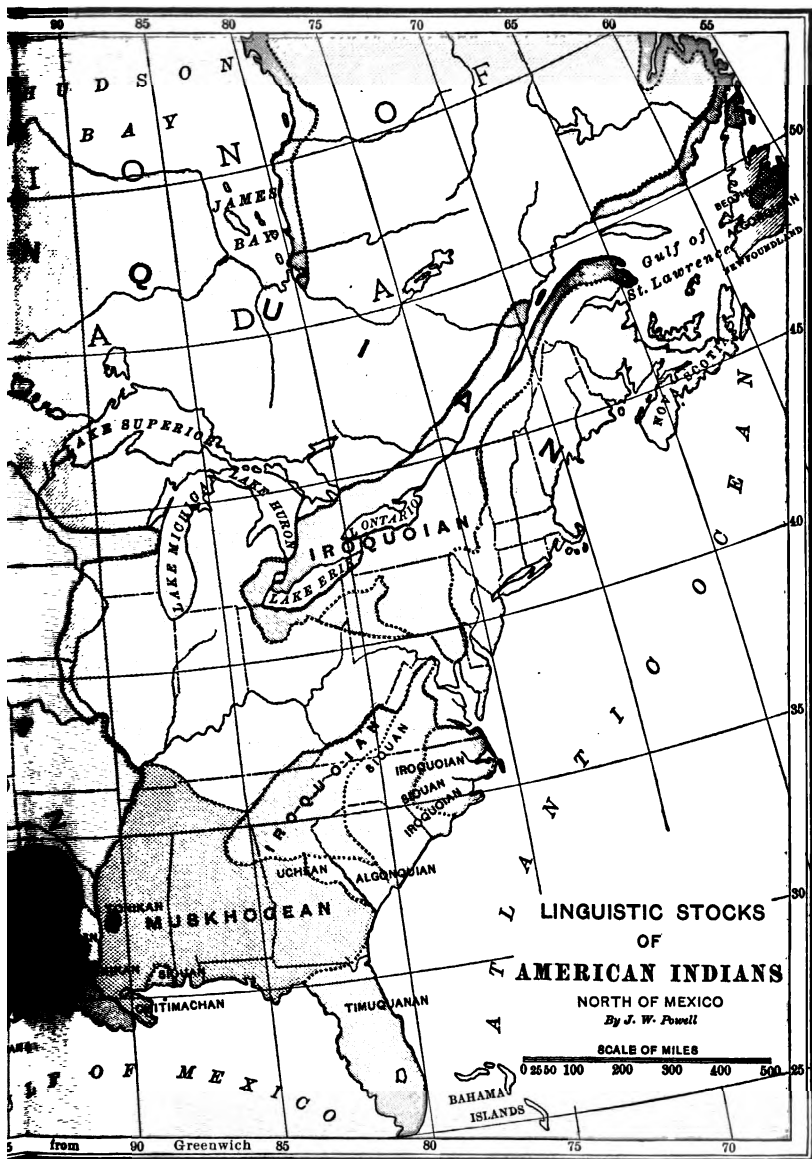 90 85 80 75 70 65 60 55
HUDSON
BAY
JAMES
BAY
ALGONQUIAN
Gulf of
St. Lawrence
ALGONQUIAN
NEWFOUNDLAND
NOVA SCOTIA
50
45
40
35
30
25
LAKE SUPERIOR
LAKE MICHIGAN
LAKE HURON
L. ONTARIO
LAKE ERIE
IROQUOIAN
IROQUOIAN
SIOUAN
IROQUOIAN
SIOUAN
IROQUOIAN
UCHEAN
ALGONQUIAN
MUSKHOGEAN
SIOUAN
CHITIMACHAN
TIMUQUANAN
ATLANTIC OCEAN
OF MEXICO
BAHAMA
ISLANDS
LINGUISTIC STOCKS
OF
AMERICAN INDIANS
NORTH OF MEXICO
By J. W. Powell
SCALE OF MILES
0 25 50 100 200 300 400 500
from 90 Greenwich 85 80 75 70